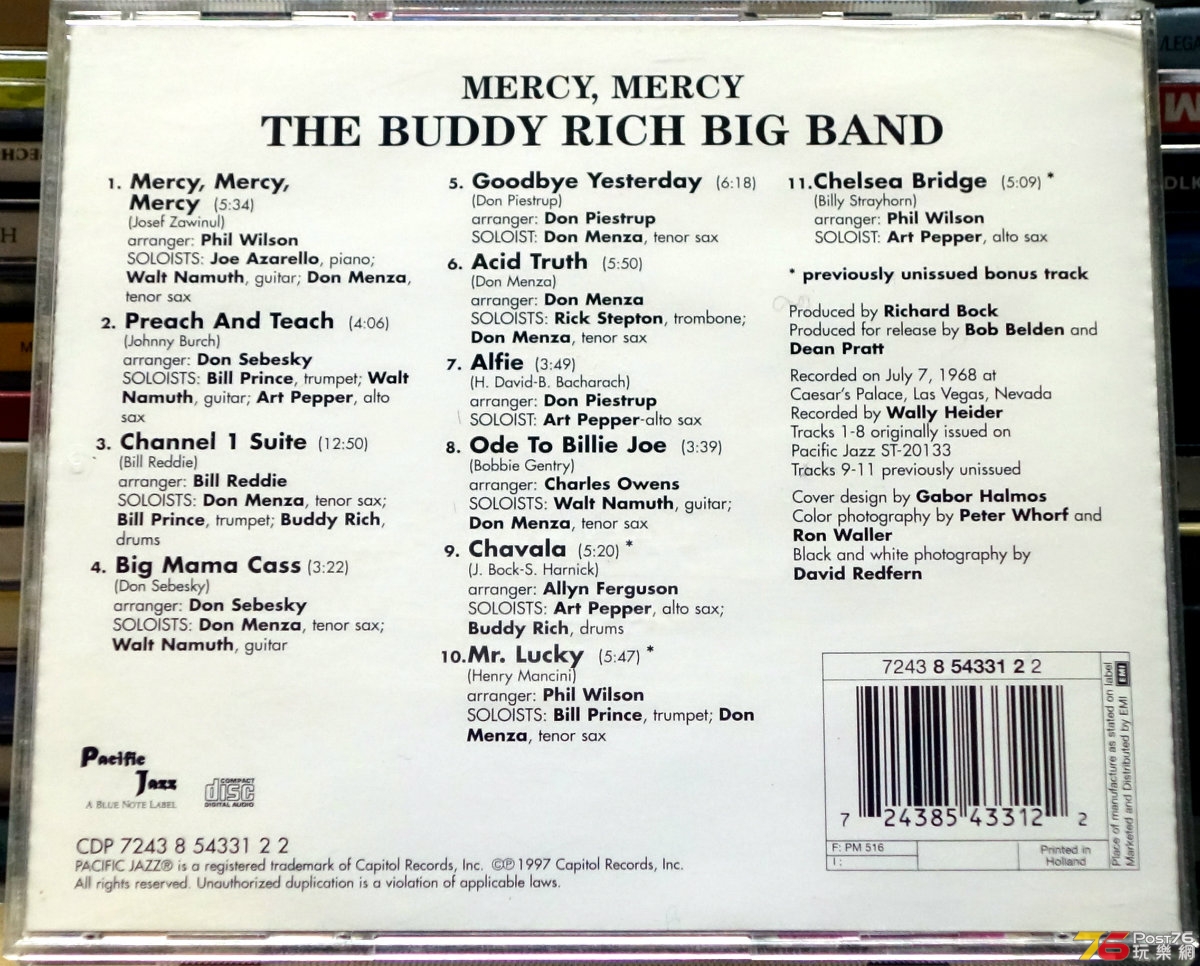 MERCY, MERCY
THE BUDDY RICH BIG BAND
1. Mercy, Mercy,
Mercy (5:34)
(Josef Zawinul)
arranger: Phil Wilson
SOLOISTS: Joe Azarello, piano;
Walt Namuth, guitar; Don Menza,
tenor sax
2. Preach And Teach (4:06)
(Johnny Burch)
arranger: Don Sebesky
SOLOISTS: Bill Prince, trumpet; Walt
Namuth, guitar; Art Pepper, alto
sax
3. Channel 1 Suite (12:50)
(Bill Reddie)
arranger: Bill Reddie
SOLOISTS: Don Menza, tenor sax;
Bill Prince, trumpet; Buddy Rich,
drums
4. Big Mama Cass (3:22)
(Don Sebesky)
arranger: Don Sebesky
SOLOISTS: Don Menza, tenor sax;
Walt Namuth, guitar
5. Goodbye Yesterday (6:18)
(Don Piestrup)
arranger: Don Piestrup
SOLOIST: Don Menza, tenor sax
6. Acid Truth (5:50)
(Don Menza)
arranger: Don Menza
SOLOISTS: Rick Stepton, trombone;
Don Menza, tenor sax
7. Alfie (3:49)
(H. David-B. Bacharach)
arranger: Don Piestrup
SOLOIST: Art Pepper-alto sax
8. Ode To Billie Joe (3:39)
(Bobbie Gentry)
arranger: Charles Owens
SOLOISTS: Walt Namuth, guitar;
Don Menza, tenor sax
9. Chavala (5:20) *
(J. Bock-S. Harnick)
arranger: Allyn Ferguson
SOLOISTS: Art Pepper, alto sax;
Buddy Rich, drums
10. Mr. Lucky (5:47) *
(Henry Mancini)
arranger: Phil Wilson
SOLOISTS: Bill Prince, trumpet; Don
Menza, tenor sax
11. Chelsea Bridge (5:09) *
(Billy Strayhorn)
arranger: Phil Wilson
SOLOIST: Art Pepper, alto sax
* previously unissued bonus track
Produced by Richard Bock
Produced for release by Bob Belden and
Dean Pratt
Recorded on July 7, 1968 at
Caesar's Palace, Las Vegas, Nevada
Recorded by Wally Heider
Tracks 1-8 originally issued on
Pacific Jazz ST-20133
Tracks 9-11 previously unissued
Cover design by Gabor Halmos
Color photography by Peter Whorf and
Ron Waller
Black and white photography by
David Redfern
7243 8 54331 2 2
7 24385 43312 2
F: PM 516
I :
Printed in
Holland
Place of manufacture as stated on label
Marketed and Distributed by EMI
EMI
Pacific
Jazz
A BLUE NOTE LABEL
COMPACT
disc
DIGITAL AUDIO
CDP 7243 8 54331 2 2
PACIFIC JAZZ® is a registered trademark of Capitol Records, Inc. ©℗1997 Capitol Records, Inc.
All rights reserved. Unauthorized duplication is a violation of applicable laws.
76 POST76
玩樂網